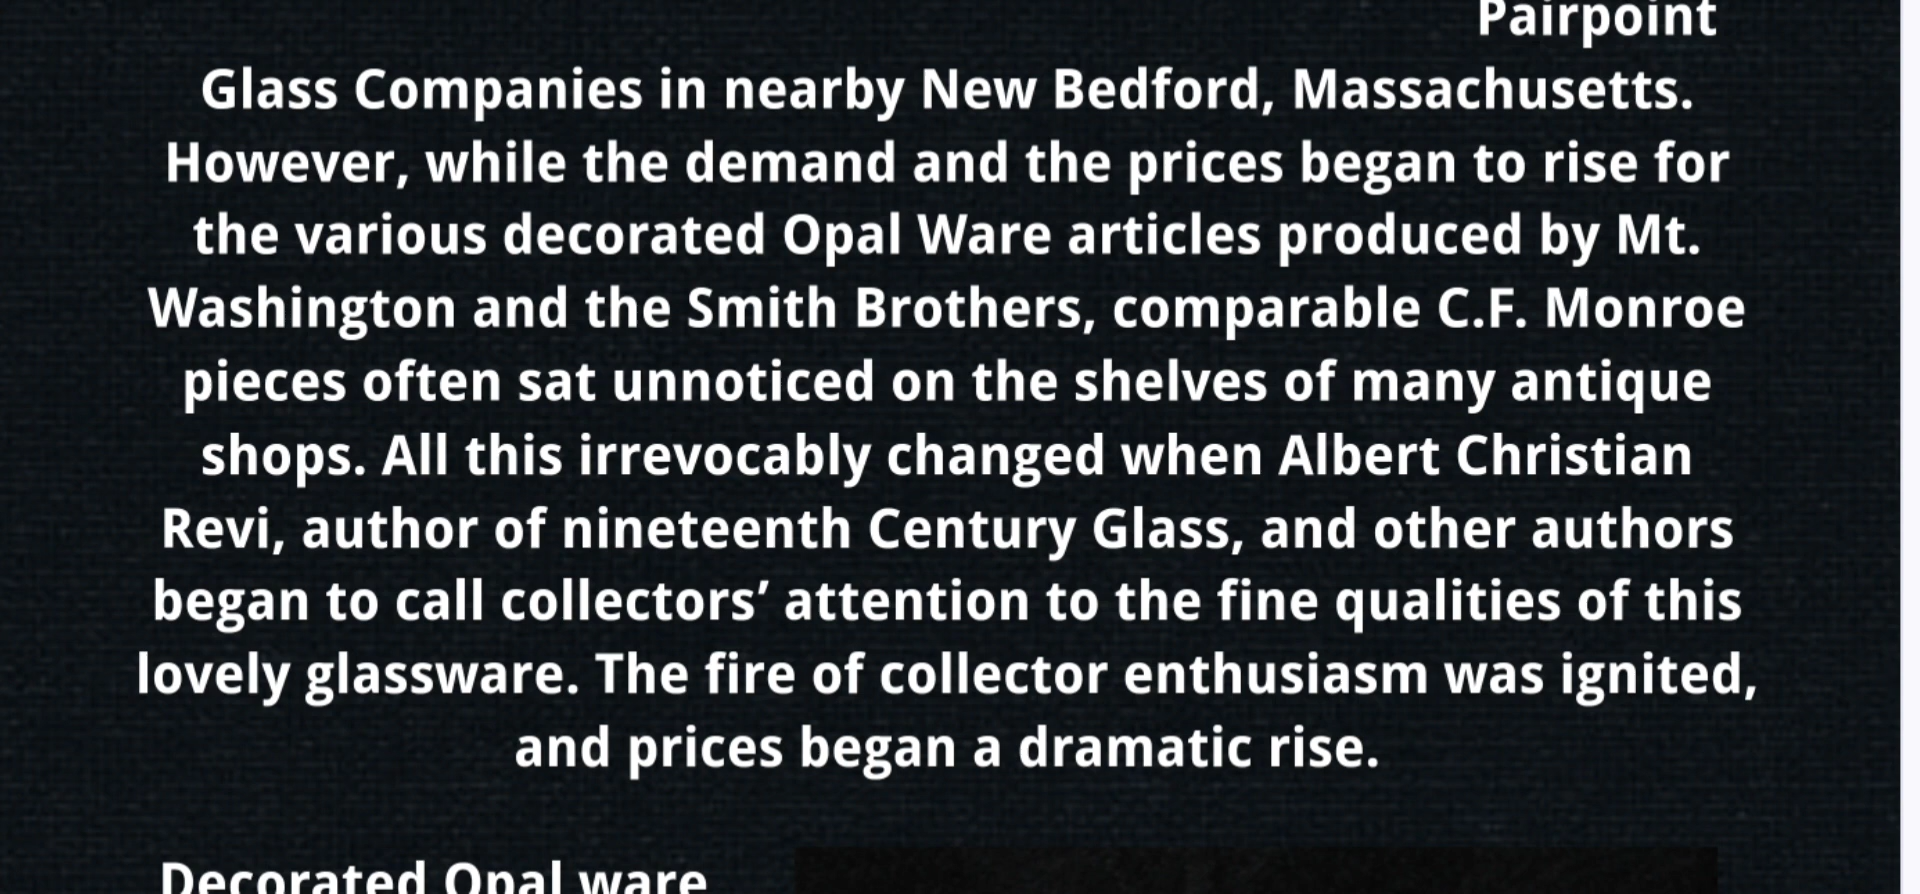 Pairpoint
Glass Companies in nearby New Bedford, Massachusetts.
However, while the demand and the prices began to rise for
the various decorated Opal Ware articles produced by Mt.
Washington and the Smith Brothers, comparable C.F. Monroe
pieces often sat unnoticed on the shelves of many antique
shops. All this irrevocably changed when Albert Christian
Revi, author of nineteenth Century Glass, and other authors
began to call collectors’ attention to the fine qualities of this
lovely glassware. The fire of collector enthusiasm was ignited,
and prices began a dramatic rise.
Decorated Opal ware